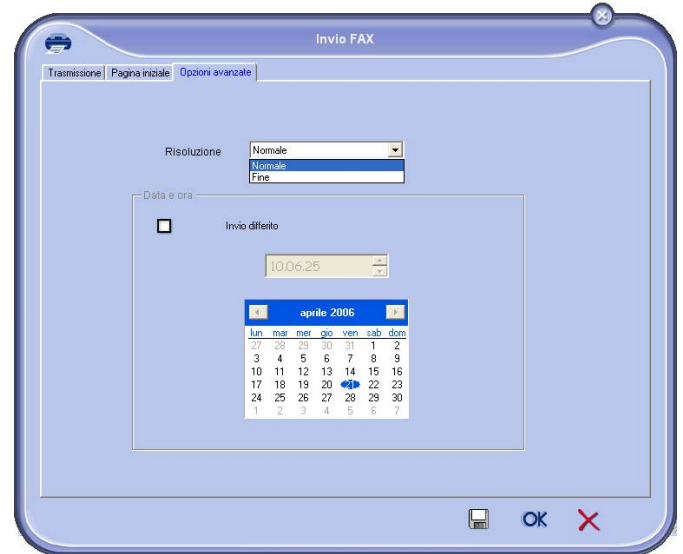 Invio FAX
Trasmissione Pagina iniziale Opzioni avanzate
Risoluzione Normale
Normale
Fine
Data e ora
Invio differito
10.06.25
aprile 2006
lun mar mer gio ven sab dom
27 28 29 30 31 1 2
3 4 5 6 7 8 9
10 11 12 13 14 15 16
17 18 19 20 21 22 23
24 25 26 27 28 29 30
1 2 3 4 5 6 7
OK